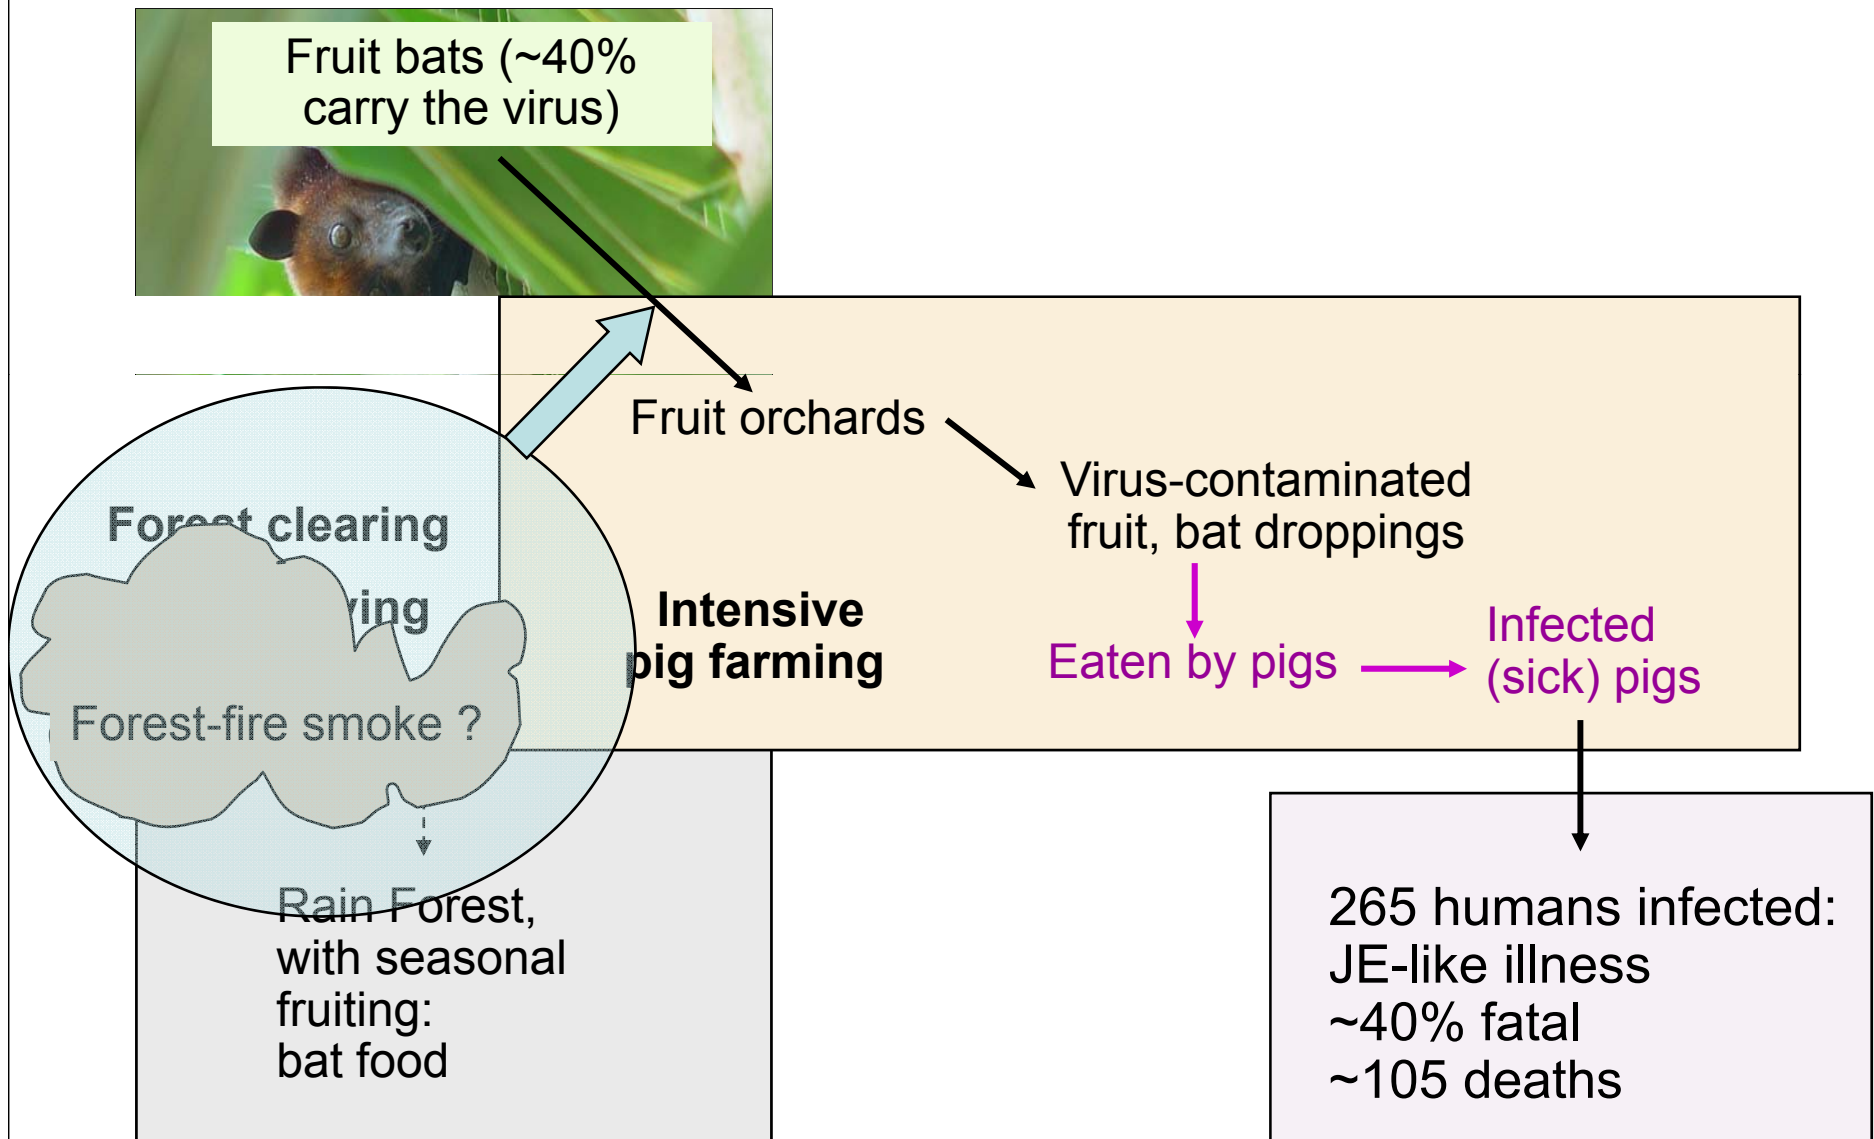 Fruit bats (~40%
carry the virus)
Fruit orchards
Virus-contaminated
fruit, bat droppings
Forest clearing
Intensive
pig farming
Eaten by pigs
Infected
(sick) pigs
Forest-fire smoke ?
Rain Forest,
with seasonal
fruiting:
bat food
265 humans infected:
JE-like illness
~40% fatal
~105 deaths